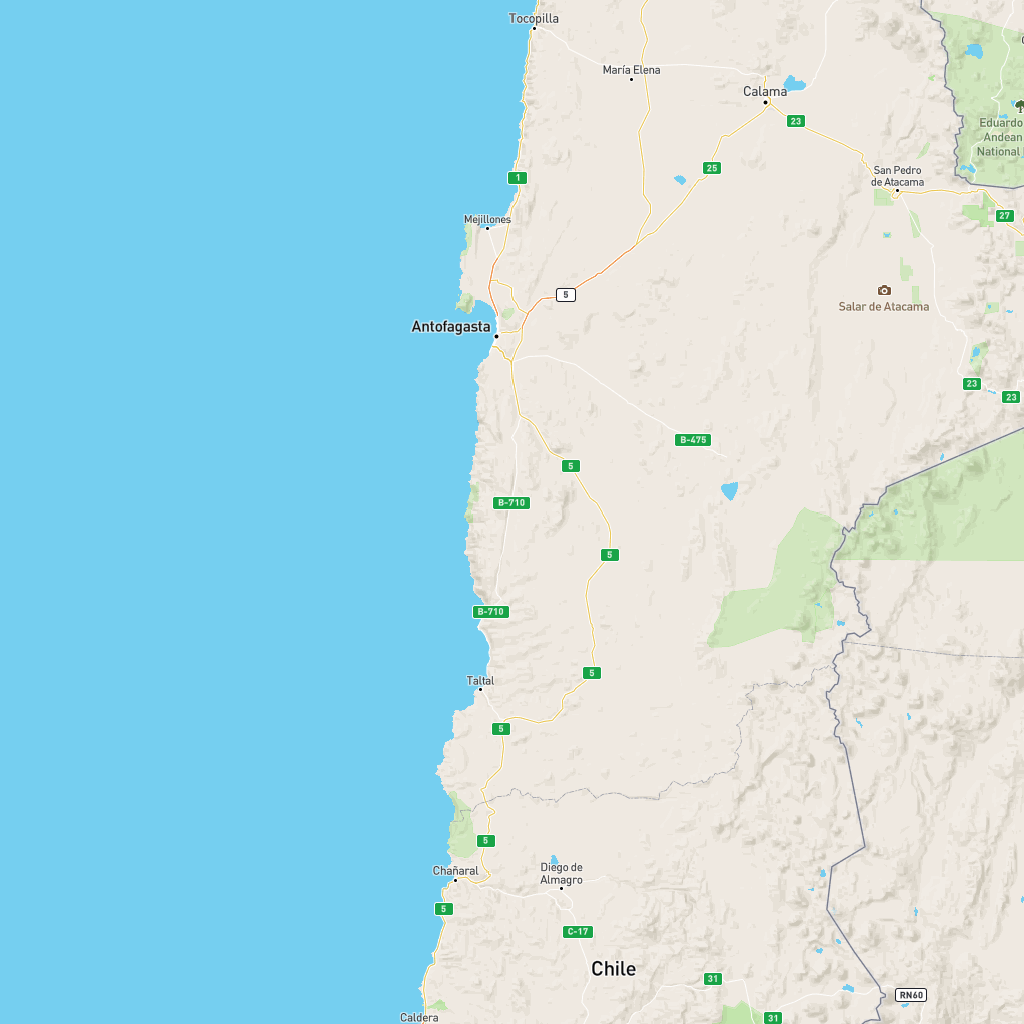 Tocopilla
María Elena
Calama
23
Eduardo
Andean
National
25
San Pedro
de Atacama
1
Mejillones
27
5
Salar de Atacama
Antofagasta
23
23
B-475
5
B-710
5
B-710
5
Taltal
5
5
Chañaral
Diego de
Almagro
5
C-17
Chile
31
RN60
31
Caldera